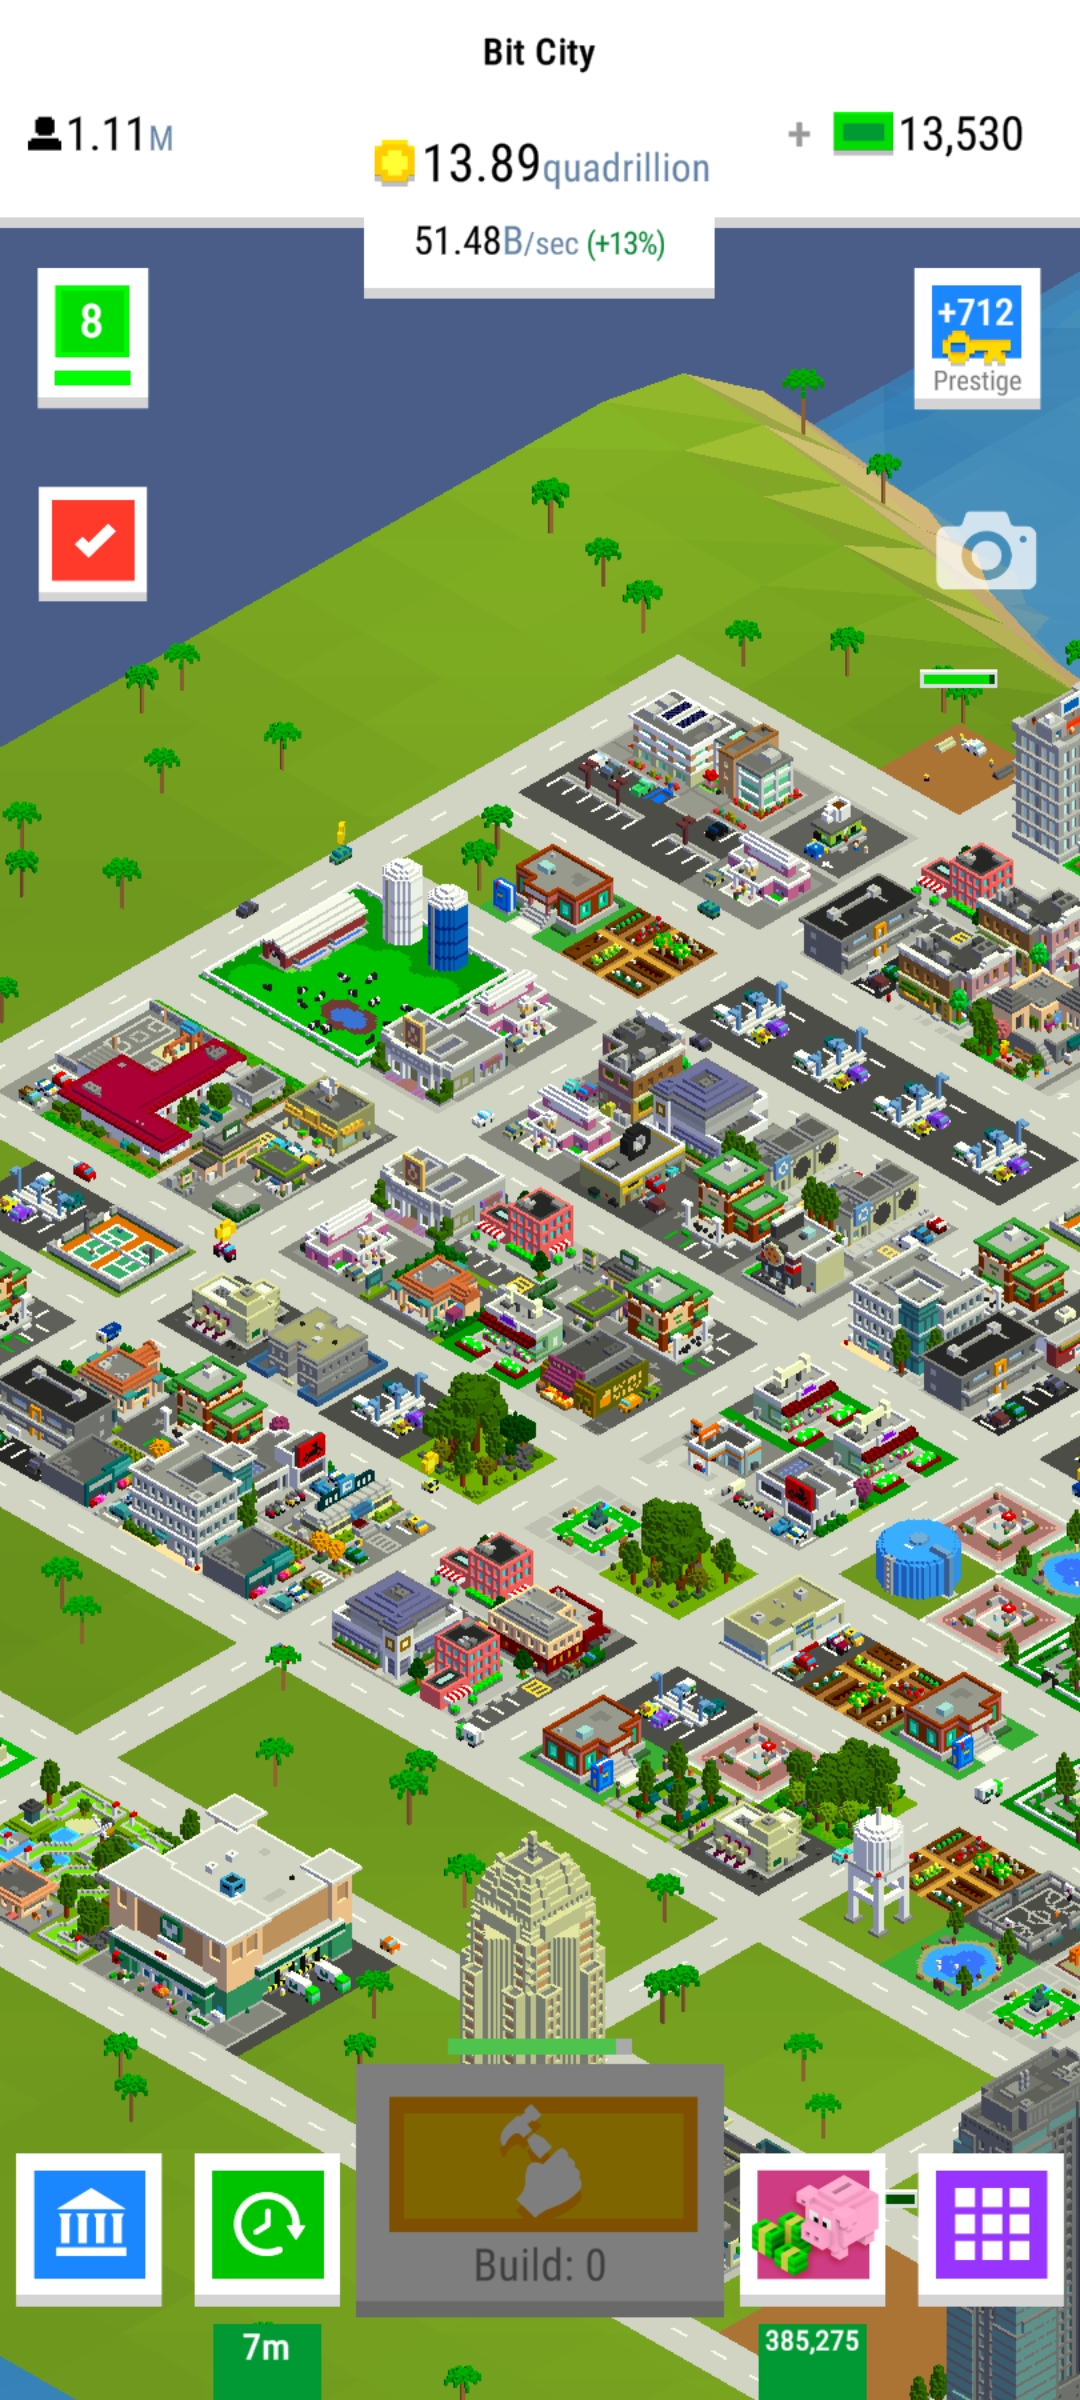 Bit City
1.11M
13.89quadrillion
+ 13,530
51.48B/sec (+13%)
8
+712
Prestige
Build: 0
7m
385,275